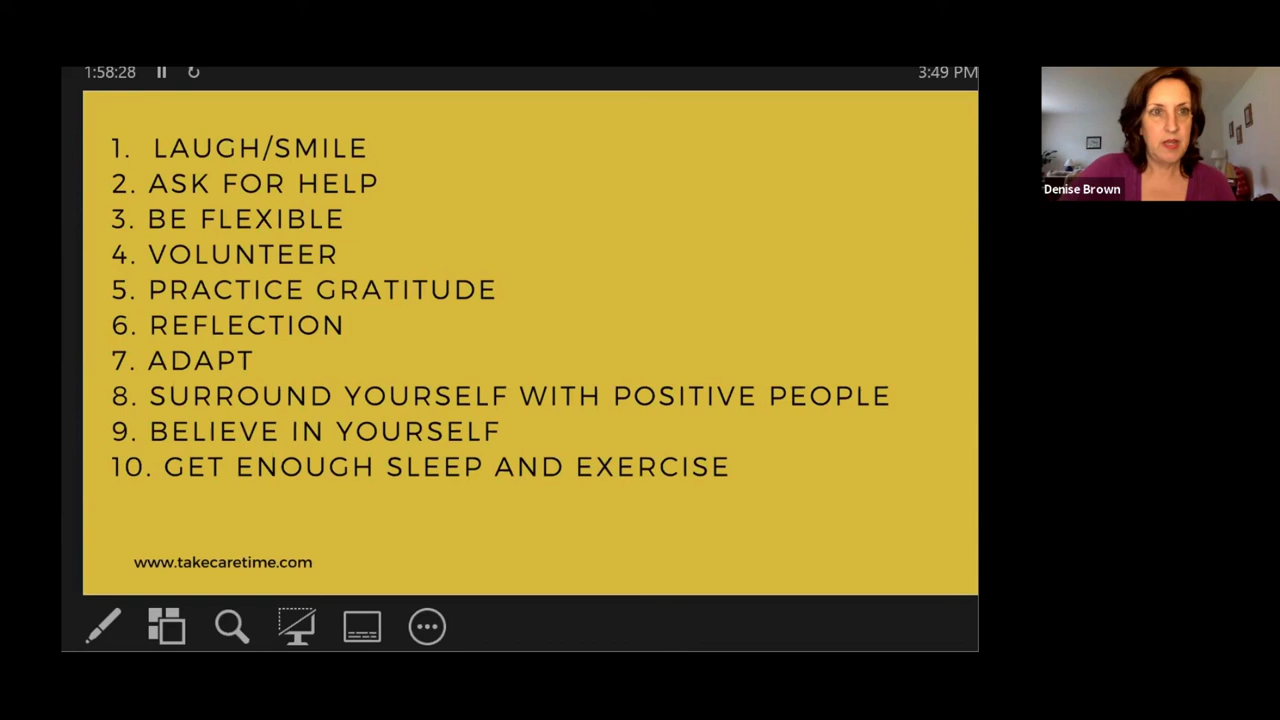 1:58:28
3:49 PM
1. LAUGH/SMILE
2. ASK FOR HELP
3. BE FLEXIBLE
4. VOLUNTEER
5. PRACTICE GRATITUDE
6. REFLECTION
7. ADAPT
8. SURROUND YOURSELF WITH POSITIVE PEOPLE
9. BELIEVE IN YOURSELF
10. GET ENOUGH SLEEP AND EXERCISE
www.takecaretime.com
Denise Brown